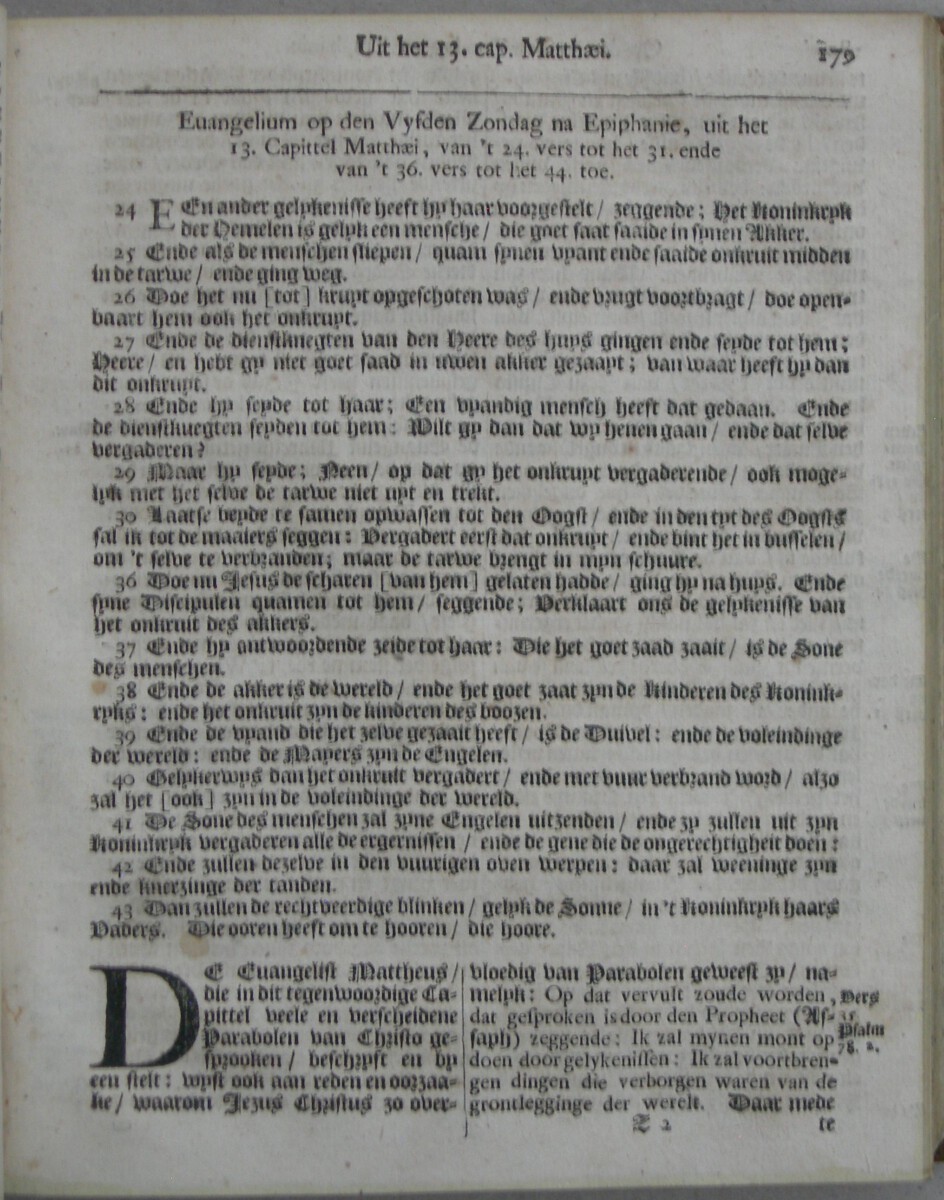 Uit het 13. cap. Matthæi. 179
Euangelium op den Vyfden Zondag na Epiphanie, uit het
13. Capittel Matthæi, van 't 24. vers tot het 31. ende
van 't 36. vers tot het 44. toe.
24 EEn ander gelykenisse heeft hy haar voorgestelt / zeggende; Het Koninkryk
der Hemelen is gelyk een mensche / die goet saat saaide in synen Akker.
25 Ende als de menschen sliepen / quam synen vyant ende saaide onkruit midden
in de tarwe / ende ging weg.
26 Doe het nu [tot] kruyt opgeschoten was / ende vrugt voortbragt / doe open-
baart hem ook het onkruyt.
27 Ende de dienstknegten van den Heere des huys gingen ende seyde tot hem;
Heere / en hebt gy niet goet saad in uwen akker gezaayt; van waar heeft hy dan
dit onkruyt.
28 Ende hy seyde tot haar; Een vyandig mensch heeft dat gedaan. Ende
de dienstknegten seyden tot hem: Wilt gy dan dat wy henen gaan / ende dat selve
vergaderen?
29 Maar hy seyde; Neen / op dat gy het onkruyt vergaderende / ook moge-
lyk met het selve de tarwe niet uyt en trekt.
30 Laatse beyde te samen opwassen tot den Oogst / ende in den tyt des Oogsts
sal ik tot de maaiers seggen: Vergadert eerst dat onkruyt / ende bint het in busselen /
om 't selve te verbranden; maar de tarwe brengt in myn schuure.
36 Doe nu Jesus de scharen [van hem] gelaten hadde / ging hy na huys. Ende
syne Discipulen quamen tot hem / seggende; Verklaart ons de gelykenisse van
het onkruit des akkers.
37 Ende hy antwoordende zeide tot haar: Die het goet zaad zaait / is de Sone
des menschen.
38 Ende de akker is de wereld / ende het goet zaat zyn de Kinderen des Konink-
ryks: ende het onkruit zyn de kinderen des boozen.
39 Ende de vyand die het zelve gezaait heeft / is de Duivel: ende de voleindinge
der wereld: ende de Mayers zyn de Engelen.
40 Gelykerwys dan het onkruit vergadert / ende met vuur verbrand word / alzo
zal het [ook] zyn in de voleindinge der wereld.
41 De Sone des menschen zal zyne Engelen uitzenden / ende zy zullen uit zyn
Koninkryk vergaderen alle de ergernissen / ende de gene die de ongerechtigheit doen:
42 Ende zullen dezelve in den vuurigen oven werpen: daar zal weeninge zyn
ende knerzinge der tanden.
43 Dan zullen de rechtveerdige blinken / gelyk de Sonne / in 't Koninkryk haars
Vaders. Die ooren heeft om te hooren / die hoore.
DE Euangelist Mattheus /
die in dit tegenwoordige Ca-
pittel veele en verscheidene
Parabolen van Christo ge-
sprooken / beschryft en by
een stelt: wyst ook aan reden en oorzaa-
ke / waarom Jezus Christus zo over-
vloedig van Parabolen geweest zy / na-
melyk: Op dat vervult zoude worden,
dat gesproken is door den Propheet (As-
saph) zeggende: Ik zal mynen mont op
doen door gelykenissen: Ik zal voortbren-
gen dingen die verborgen waren van de
grontlegginge der werelt. Daar mede
Vers
35.
Psalm
78. 2.
T 2 te